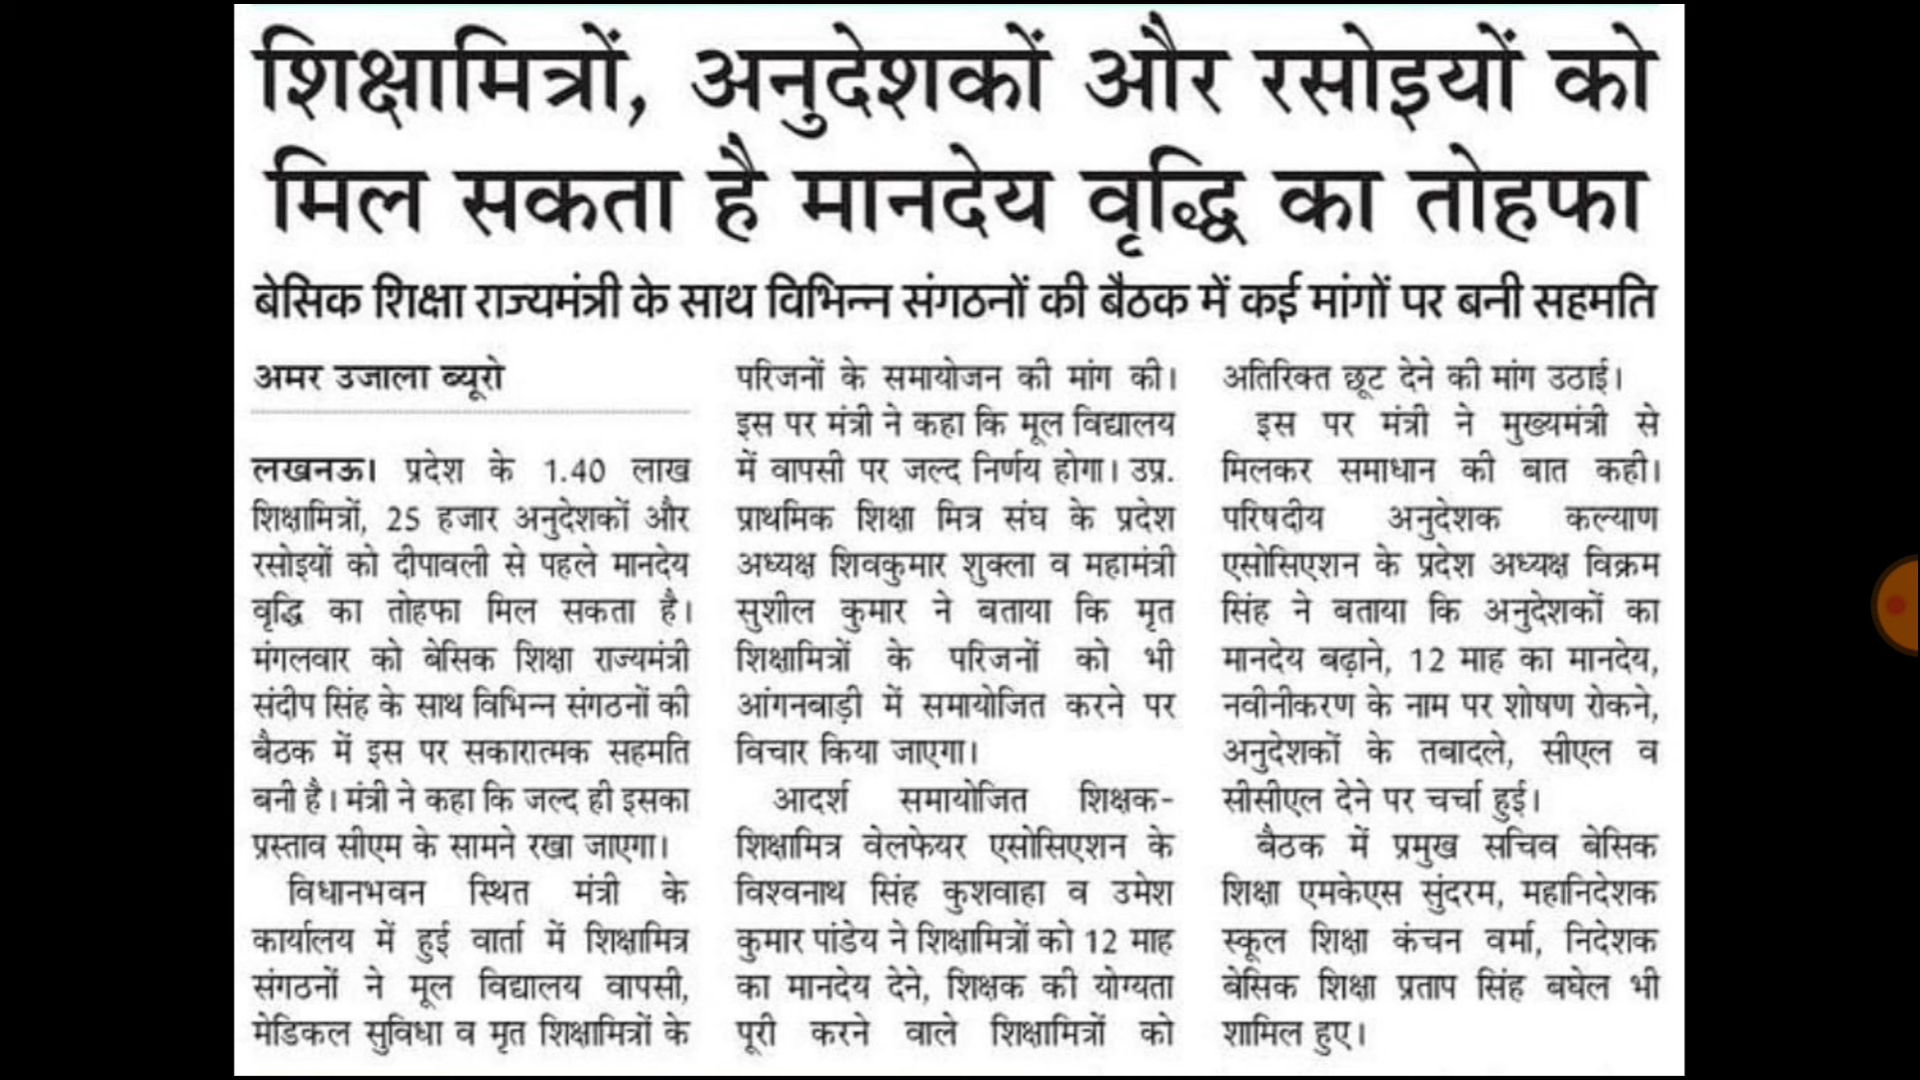 शिक्षामित्रों, अनुदेशकों और रसोइयों को
मिल सकता है मानदेय वृद्धि का तोहफा
बेसिक शिक्षा राज्यमंत्री के साथ विभिन्न संगठनों की बैठक में कई मांगों पर बनी सहमति
अमर उजाला ब्यूरो
लखनऊ। प्रदेश के 1.40 लाख
शिक्षामित्रों, 25 हजार अनुदेशकों और
रसोइयों को दीपावली से पहले मानदेय
वृद्धि का तोहफा मिल सकता है।
मंगलवार को बेसिक शिक्षा राज्यमंत्री
संदीप सिंह के साथ विभिन्न संगठनों की
बैठक में इस पर सकारात्मक सहमति
बनी है। मंत्री ने कहा कि जल्द ही इसका
प्रस्ताव सीएम के सामने रखा जाएगा।
विधानभवन स्थित मंत्री के
कार्यालय में हुई वार्ता में शिक्षामित्र
संगठनों ने मूल विद्यालय वापसी,
मेडिकल सुविधा व मृत शिक्षामित्रों के
परिजनों के समायोजन की मांग की।
इस पर मंत्री ने कहा कि मूल विद्यालय
में वापसी पर जल्द निर्णय होगा। उप्र.
प्राथमिक शिक्षा मित्र संघ के प्रदेश
अध्यक्ष शिवकुमार शुक्ला व महामंत्री
सुशील कुमार ने बताया कि मृत
शिक्षामित्रों के परिजनों को भी
आंगनबाड़ी में समायोजित करने पर
विचार किया जाएगा।
आदर्श समायोजित शिक्षक-
शिक्षामित्र वेलफेयर एसोसिएशन के
विश्वनाथ सिंह कुशवाहा व उमेश
कुमार पांडेय ने शिक्षामित्रों को 12 माह
का मानदेय देने, शिक्षक की योग्यता
पूरी करने वाले शिक्षामित्रों को
अतिरिक्त छूट देने की मांग उठाई।
इस पर मंत्री ने मुख्यमंत्री से
मिलकर समाधान की बात कही।
परिषदीय अनुदेशक कल्याण
एसोसिएशन के प्रदेश अध्यक्ष विक्रम
सिंह ने बताया कि अनुदेशकों का
मानदेय बढ़ाने, 12 माह का मानदेय,
नवीनीकरण के नाम पर शोषण रोकने,
अनुदेशकों के तबादले, सीएल व
सीसीएल देने पर चर्चा हुई।
बैठक में प्रमुख सचिव बेसिक
शिक्षा एमकेएस सुंदरम, महानिदेशक
स्कूल शिक्षा कंचन वर्मा, निदेशक
बेसिक शिक्षा प्रताप सिंह बघेल भी
शामिल हुए।